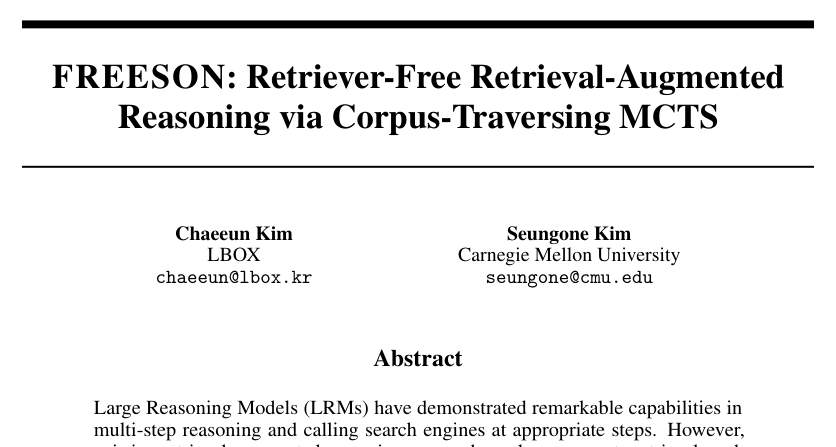 FREESON: Retriever-Free Retrieval-Augmented
Reasoning via Corpus-Traversing MCTS
Chaeeun Kim
LBOX
chaeeun@lbox.kr
Seungone Kim
Carnegie Mellon University
seungone@cmu.edu
Abstract
Large Reasoning Models (LRMs) have demonstrated remarkable capabilities in
multi-step reasoning and calling search engines at appropriate steps. However,